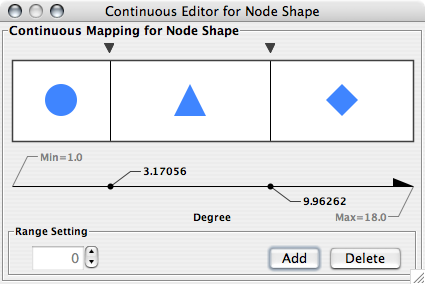 Continuous Editor for Node Shape
Continuous Mapping for Node Shape
Min=1.0
3.17056
9.96262
Degree
Max=18.0
Range Setting
0
Add
Delete